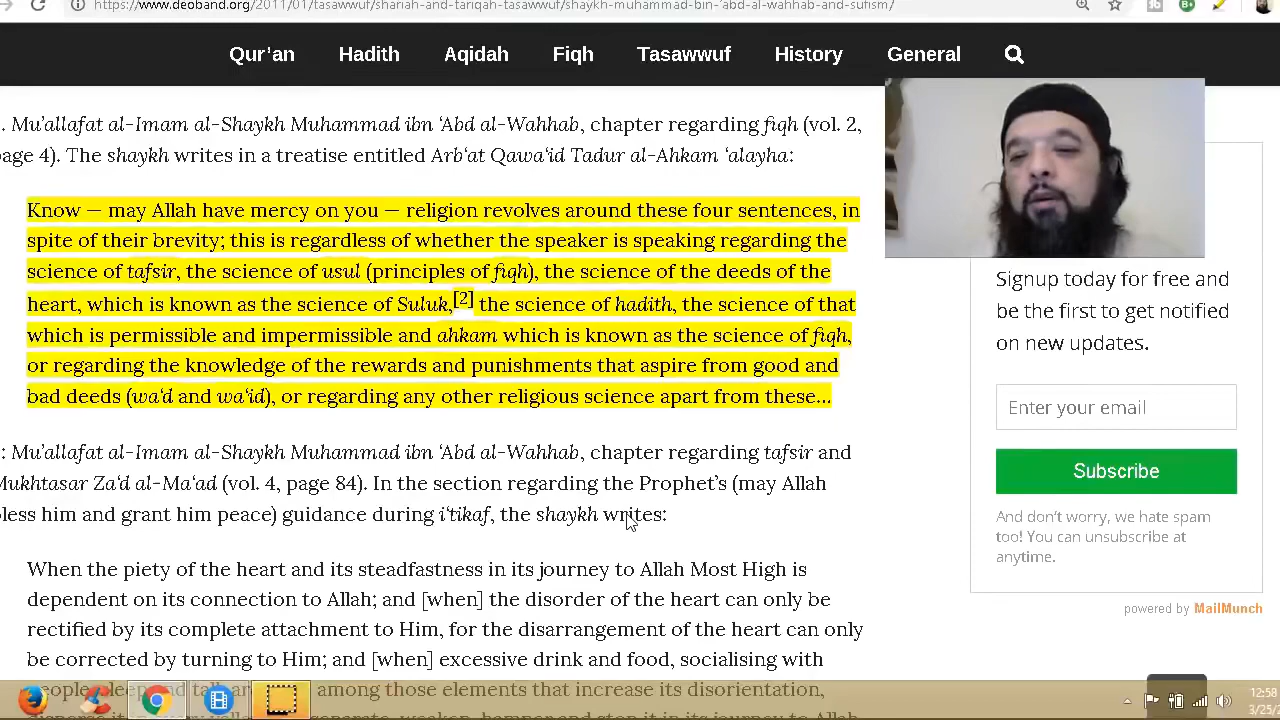 https://www.deoband.org/2011/01/tasawwuf/shariah-and-tariqah-tasawwuf/shaykh-muhammad-bin-'abd-al-wahhab-and-sufism/
Qur'an Hadith Aqidah Fiqh Tasawwuf History General
. Mu'allafat al-Imam al-Shaykh Muhammad ibn 'Abd al-Wahhab, chapter regarding fiqh (vol. 2,
page 4). The shaykh writes in a treatise entitled Arb'at Qawa'id Tadur al-Ahkam 'alayha:
Know — may Allah have mercy on you — religion revolves around these four sentences, in
spite of their brevity; this is regardless of whether the speaker is speaking regarding the
science of tafsir, the science of usul (principles of fiqh), the science of the deeds of the
heart, which is known as the science of Suluk,[2] the science of hadith, the science of that
which is permissible and impermissible and ahkam which is known as the science of fiqh,
or regarding the knowledge of the rewards and punishments that aspire from good and
bad deeds (wa'd and wa'id), or regarding any other religious science apart from these...
: Mu'allafat al-Imam al-Shaykh Muhammad ibn 'Abd al-Wahhab, chapter regarding tafsir and
Mukhtasar Za'd al-Ma'ad (vol. 4, page 84). In the section regarding the Prophet's (may Allah
bless him and grant him peace) guidance during i'tikaf, the shaykh writes:
When the piety of the heart and its steadfastness in its journey to Allah Most High is
dependent on its connection to Allah; and [when] the disorder of the heart can only be
rectified by its complete attachment to Him, for the disarrangement of the heart can only
be corrected by turning to Him; and [when] excessive drink and food, socialising with
among those elements that increase its disorientation,
Signup today for free and
be the first to get notified
on new updates.
Enter your email
Subscribe
And don't worry, we hate spam
too! You can unsubscribe at
anytime.
powered by MailMunch
12:58